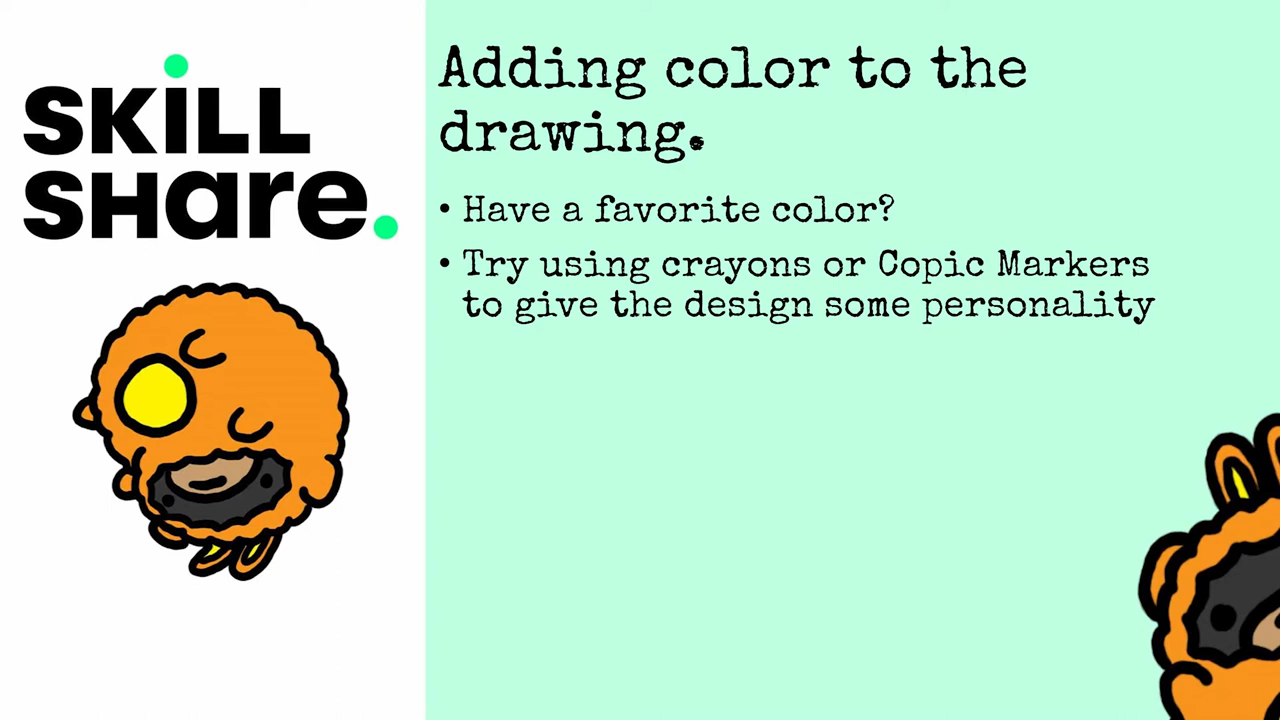 SKILL
SHare.
Adding color to the
drawing.
• Have a favorite color?
• Try using crayons or Copic Markers
to give the design some personality